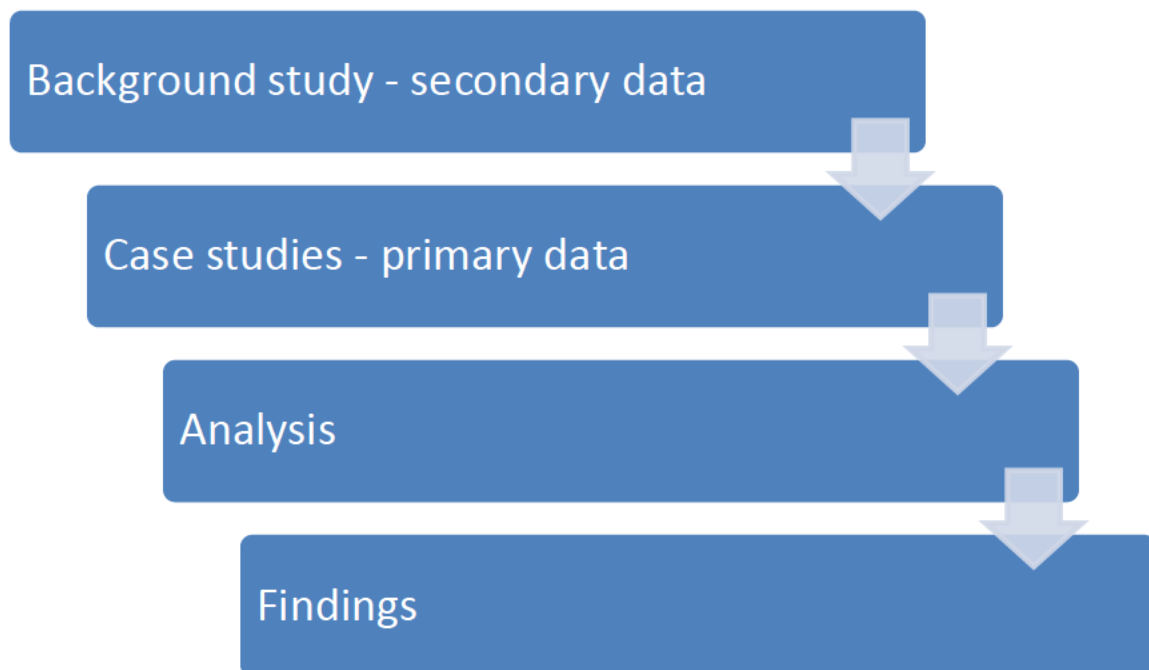 Background study - secondary data
Case studies - primary data
Analysis
Findings